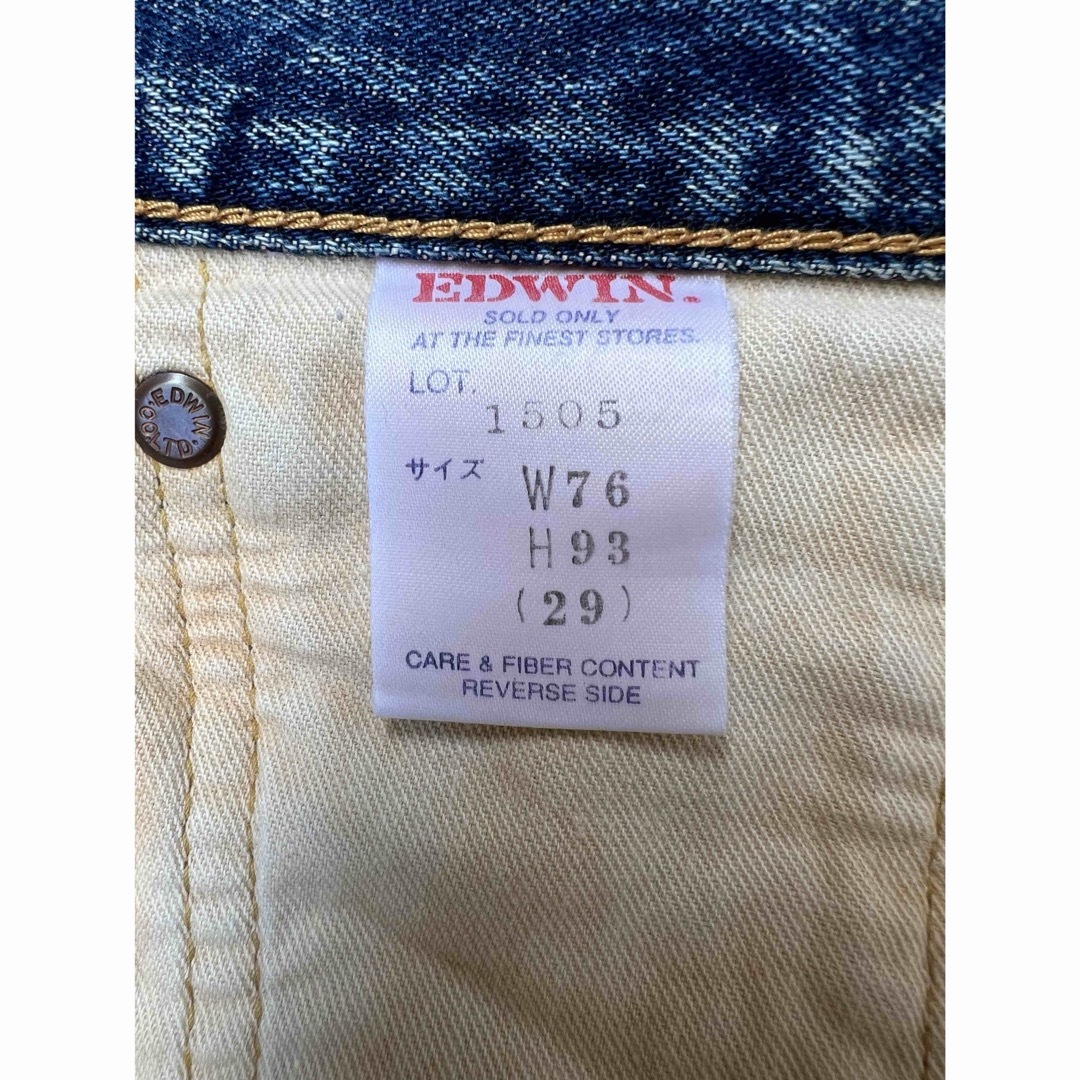 EDWIN.
SOLD ONLY
AT THE FINEST STORES.
LOT.
1505
サイズ W76
H93
(29)
CARE & FIBER CONTENT
REVERSE SIDE
EDWIN
CO.LTD.